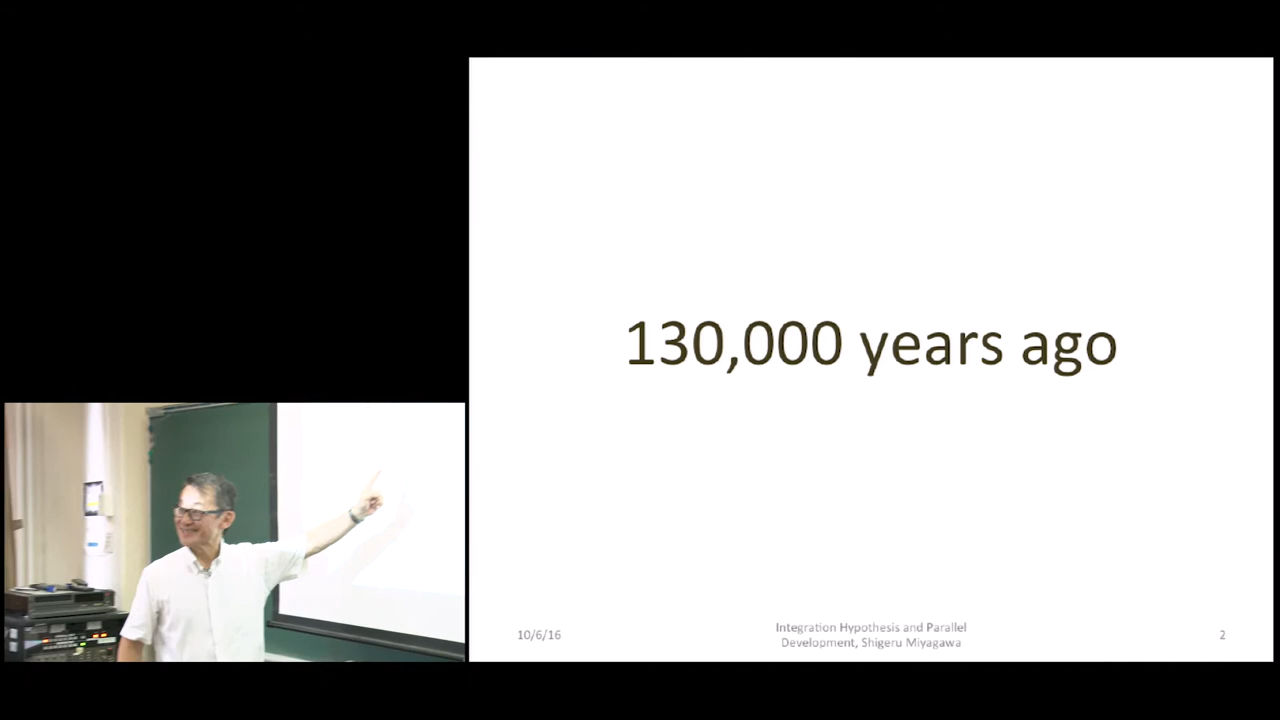 130,000 years ago
10/6/16
Integration Hypothesis and Parallel
Development, Shigeru Miyagawa
2